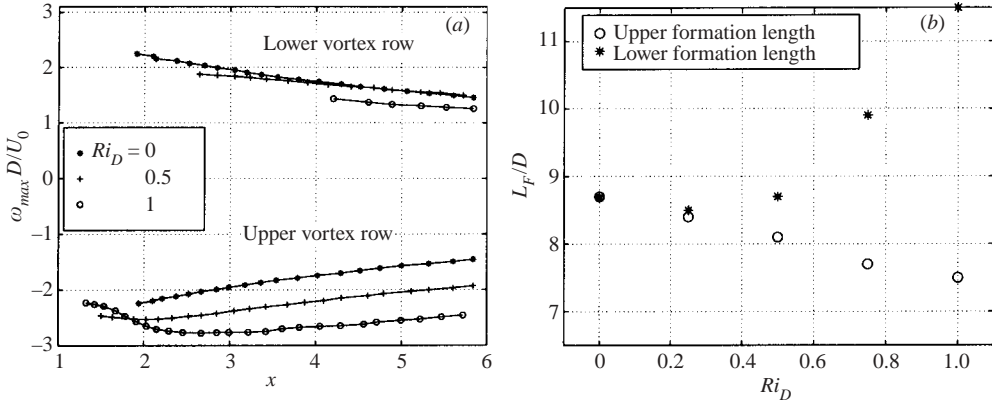 3
2
1
0
−1
−2
−3
ω_max D/U_0
(a)
Lower vortex row
Ri_D = 0
0.5
1
Upper vortex row
1 2 3 4 5 6
x
11
10
9
8
7
L_F/D
(b)
Upper formation length
Lower formation length
0 0.2 0.4 0.6 0.8 1.0
Ri_D